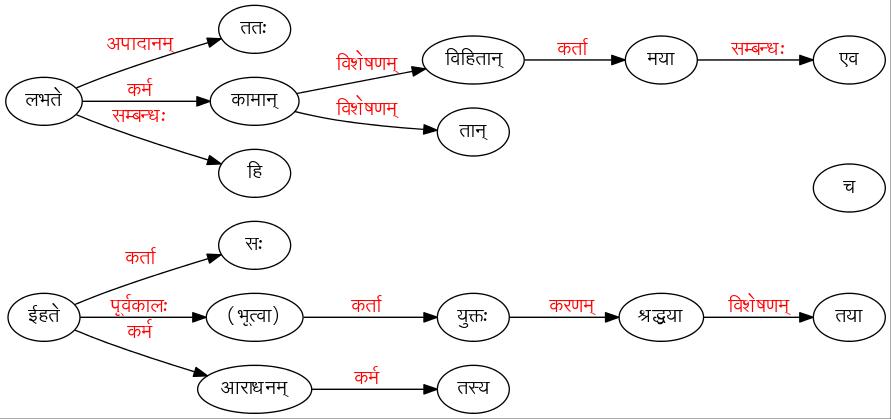 ततः
अपादानम्
विहितान् कर्ता मया सम्बन्धः एव
विशेषणम्
लभते कर्म कामान्
सम्बन्धः विशेषणम्
तान्
हि
च
सः
कर्ता
ईहते पूर्वकालः (भूत्वा) कर्ता युक्तः करणम् श्रद्धया विशेषणम् तया
कर्म
आराधनम् कर्म तस्य